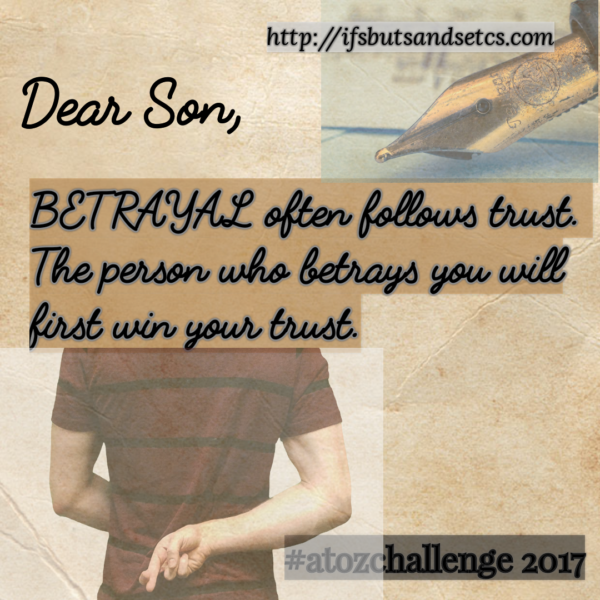 http://ifsbutsandsetcs.com
Dear Son,
BETRAYAL often follows trust.
The person who betrays you will
first win your trust.
#atozchallenge 2017